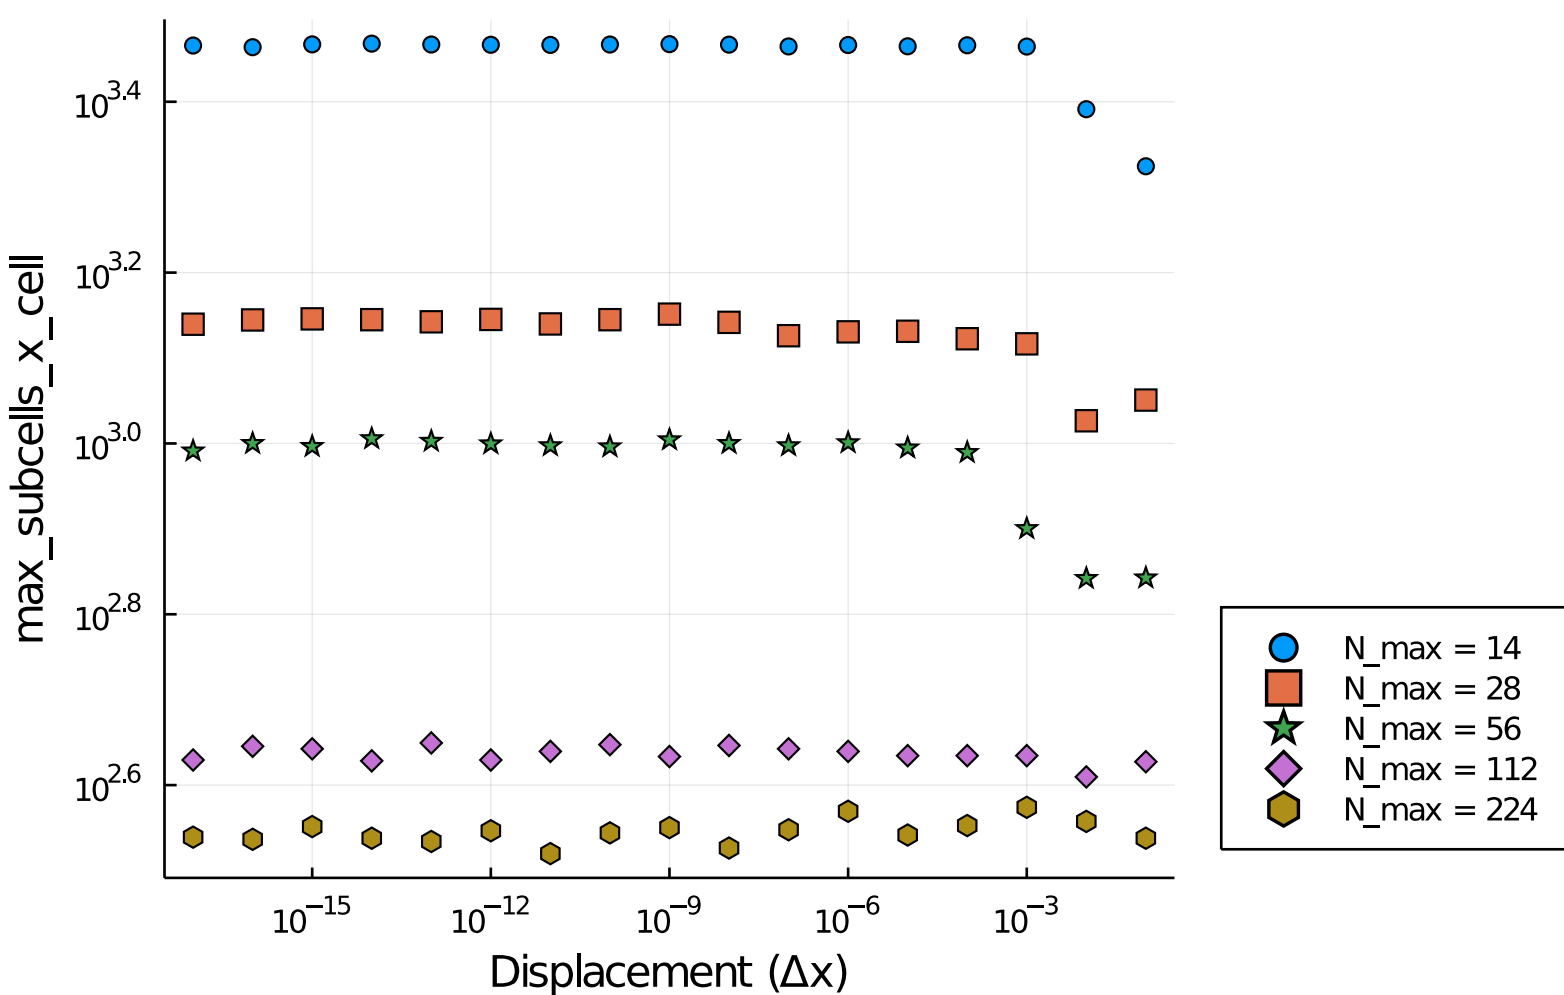 10^3.4
10^3.2
10^3.0
10^2.8
10^2.6
max_subcells_x_cell
10^−15 10^−12 10^−9 10^−6 10^−3
Displacement (Δx)
N_max = 14
N_max = 28
N_max = 56
N_max = 112
N_max = 224